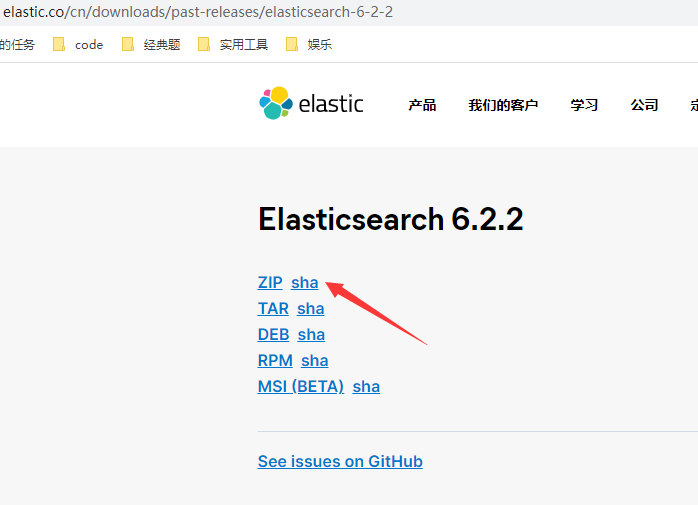 elastic.co/cn/downloads/past-releases/elasticsearch-6-2-2
的任务 code 经典题 实用工具 娱乐
elastic 产品 我们的客户 学习 公司
Elasticsearch 6.2.2
ZIP sha
TAR sha
DEB sha
RPM sha
MSI (BETA) sha
See issues on GitHub